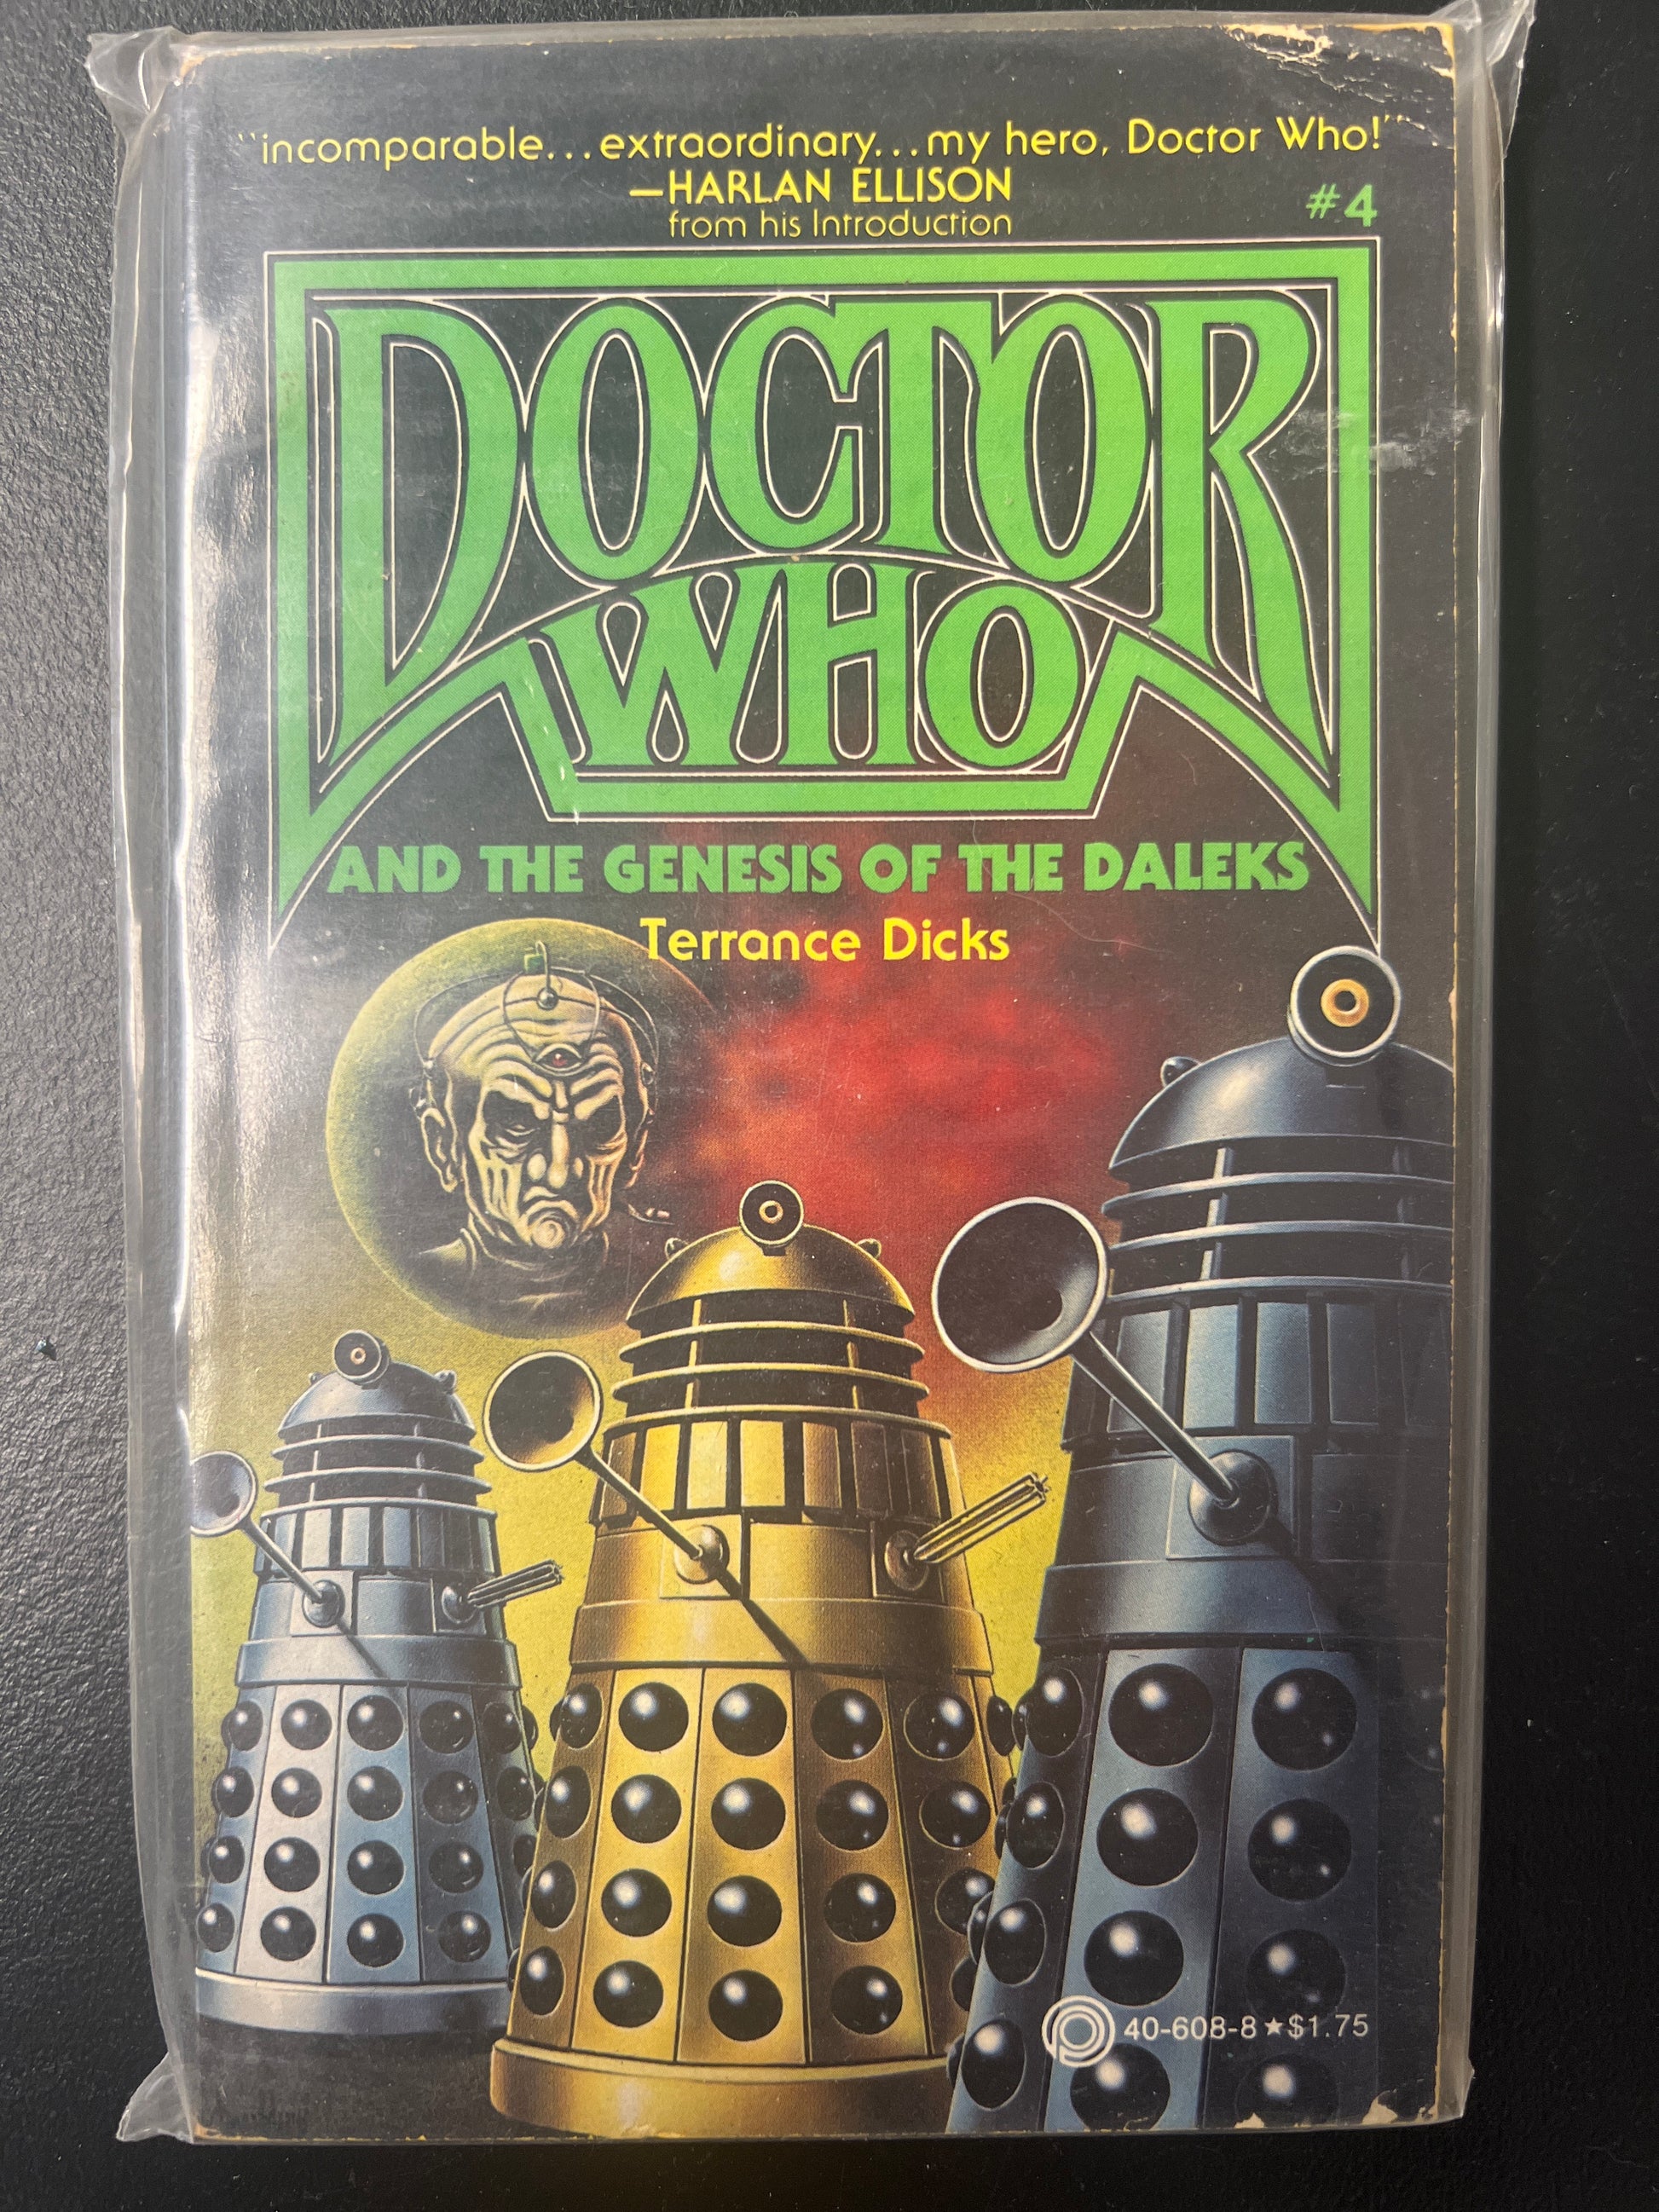 "incomparable...extraordinary...my hero, Doctor Who!"
—HARLAN ELLISON
from his Introduction
#4
DOCTOR
WHO
AND THE GENESIS OF THE DALEKS
Terrance Dicks
40-608-8★$1.75